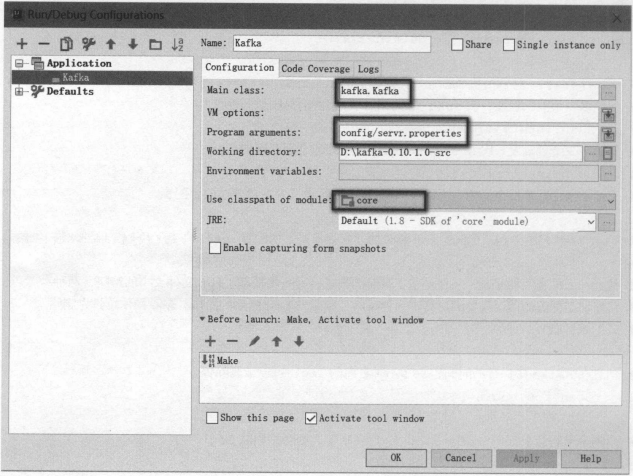 Run/Debug Configurations
Name: Kafka
Share
Single instance only
Application
Kafka
Defaults
Configuration Code Coverage Logs
Main class: kafka.Kafka
VM options:
Program arguments: config/servr.properties
Working directory: D:\kafka-0.10.1.0-src
Environment variables:
Use classpath of module: core
JRE: Default (1.8 - SDK of 'core' module)
Enable capturing form snapshots
Before launch: Make, Activate tool window
Make
Show this page Activate tool window
OK Cancel Apply Help